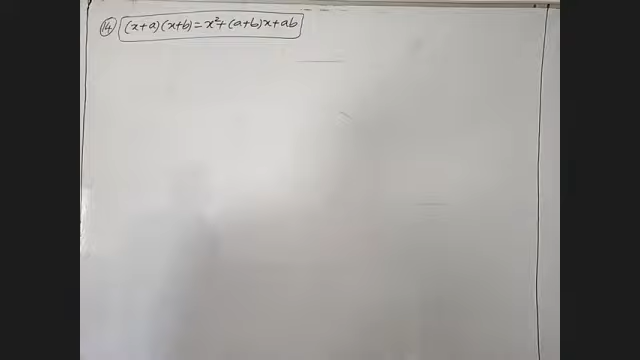 14 (x+a)(x+b) = x²+(a+b)x+ab